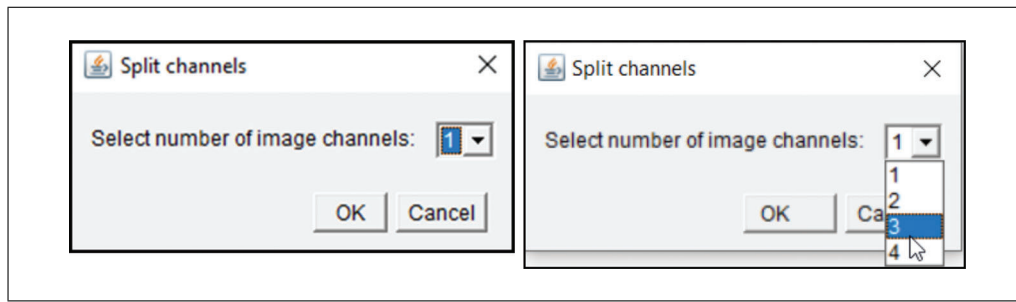 Split channels
Select number of image channels: 1
OK Cancel
Split channels
Select number of image channels: 1
1
2
3
4
OK Ca